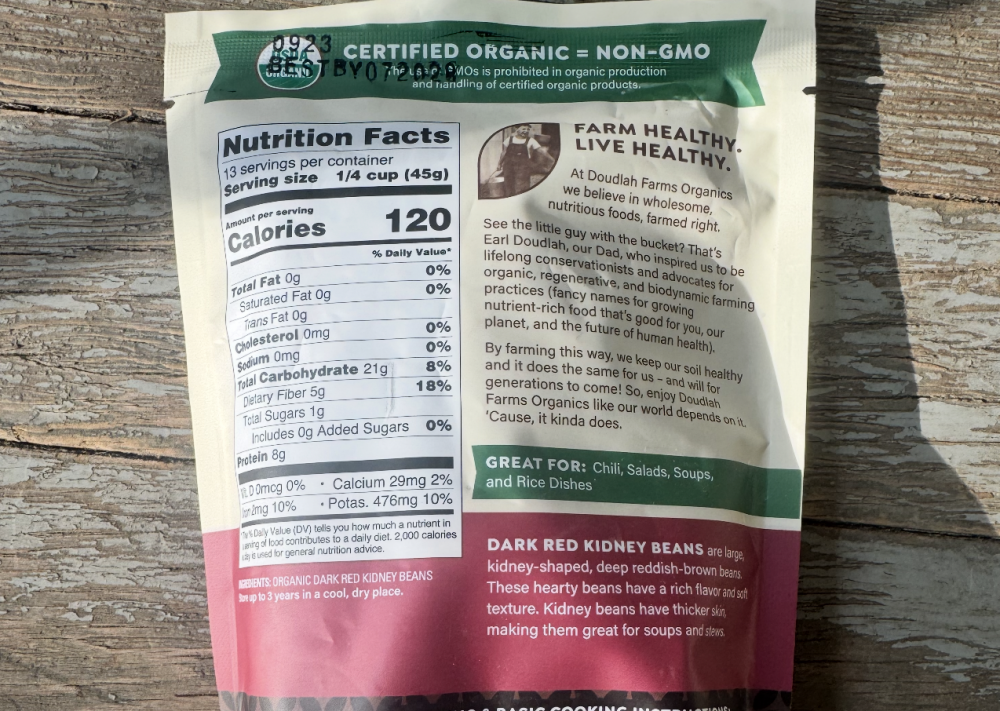 0923
BEST BY 072026
USDA
ORGANIC
CERTIFIED ORGANIC = NON-GMO
The use of GMOs is prohibited in organic production
and handling of certified organic products.
Nutrition Facts
13 servings per container
Serving size 1/4 cup (45g)
Amount per serving
Calories 120
% Daily Value*
Total Fat 0g 0%
Saturated Fat 0g 0%
Trans Fat 0g
Cholesterol 0mg 0%
Sodium 0mg 0%
Total Carbohydrate 21g 8%
Dietary Fiber 5g 18%
Total Sugars 1g
Includes 0g Added Sugars 0%
Protein 8g
Vit. D 0mcg 0% • Calcium 29mg 2%
Iron 2mg 10% • Potas. 476mg 10%
*The % Daily Value (DV) tells you how much a nutrient in
serving of food contributes to a daily diet. 2,000 calories
day is used for general nutrition advice.
INGREDIENTS: ORGANIC DARK RED KIDNEY BEANS
Store up to 3 years in a cool, dry place.
FARM HEALTHY.
LIVE HEALTHY.
At Doudlah Farms Organics
we believe in wholesome,
nutritious foods, farmed right.
See the little guy with the bucket? That's
Earl Doudlah, our Dad, who inspired us to be
lifelong conservationists and advocates for
organic, regenerative, and biodynamic farming
practices (fancy names for growing
nutrient-rich food that's good for you, our
planet, and the future of human health).
By farming this way, we keep our soil healthy
and it does the same for us – and will for
generations to come! So, enjoy Doudlah
Farms Organics like our world depends on it.
'Cause, it kinda does.
GREAT FOR: Chili, Salads, Soups,
and Rice Dishes
DARK RED KIDNEY BEANS are large,
kidney-shaped, deep reddish-brown beans.
These hearty beans have a rich flavor and soft
texture. Kidney beans have thicker skin,
making them great for soups and stews.
& BASIC COOKING INSTRUCTIONS: